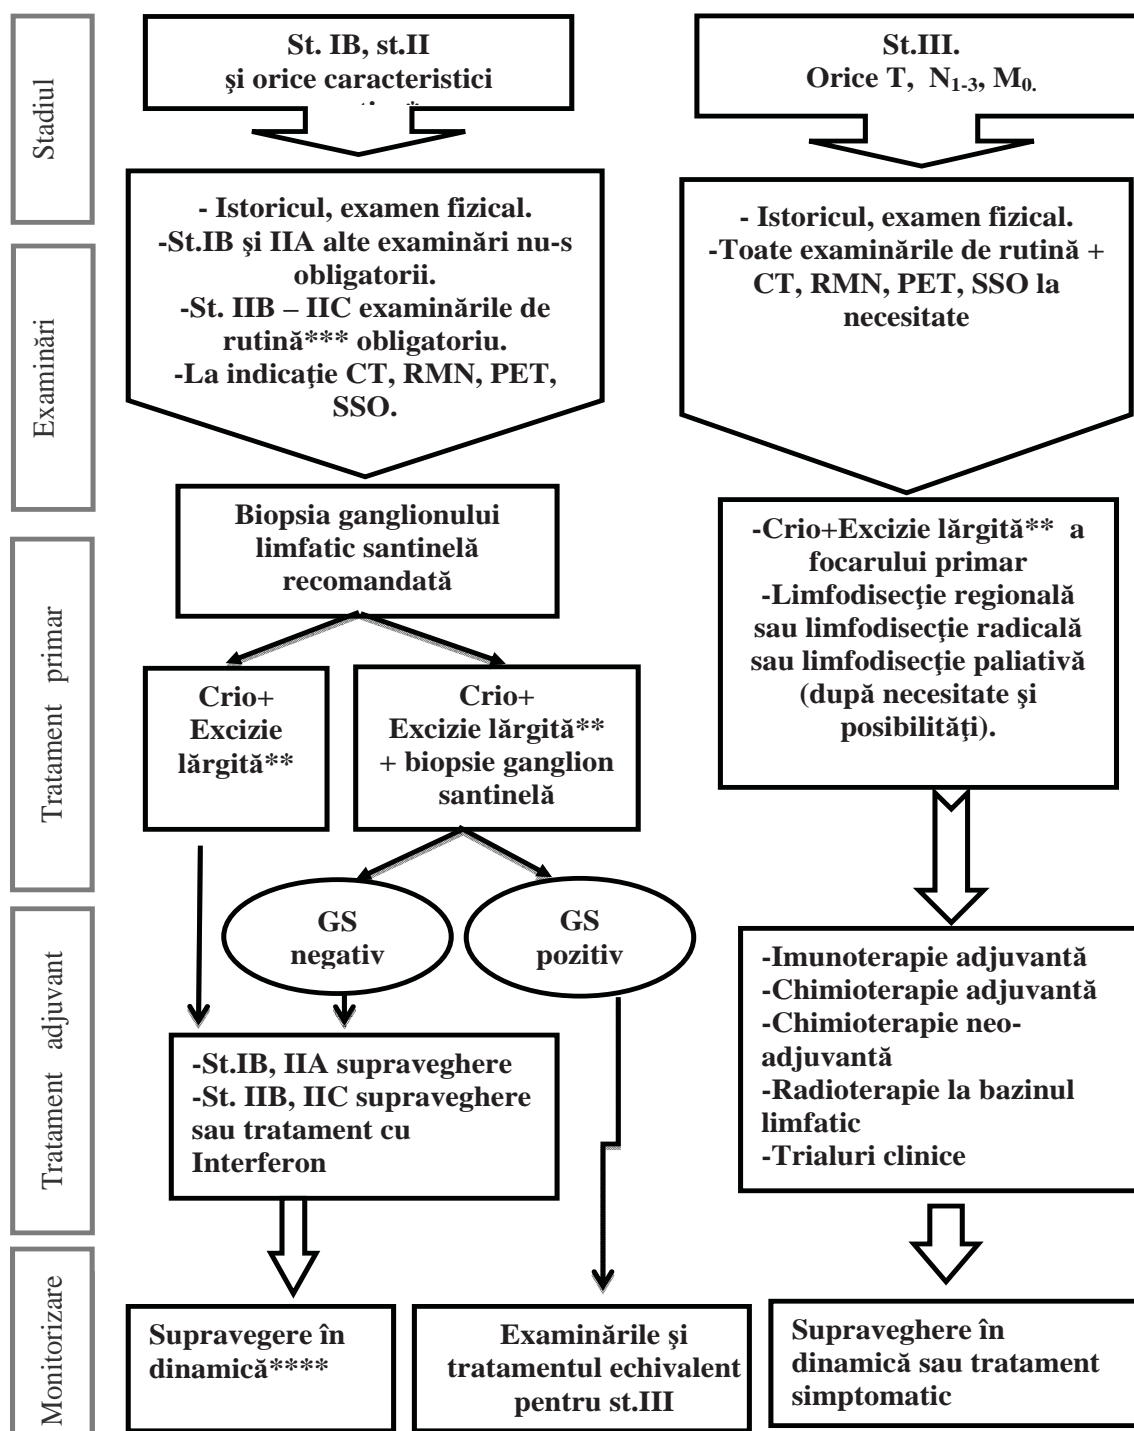 Stadiul
St. IB, st.II
şi orice caracteristici
St.III.
Orice T, N1-3, M0.
Examinări
- Istoricul, examen fizical.
-St.IB şi IIA alte examinări nu-s
obligatorii.
-St. IIB – IIC examinările de
rutină*** obligatoriu.
-La indicaţie CT, RMN, PET,
SSO.
- Istoricul, examen fizical.
-Toate examinările de rutină +
CT, RMN, PET, SSO la
necesitate
Tratament primar
Biopsia ganglionului
limfatic santinelă
recomandată
Crio+
Excizie
lărgită**
Crio+
Excizie lărgită**
+ biopsie ganglion
santinelă
-Crio+Excizie lărgită** a
focarului primar
-Limfodisecţie regională
sau limfodisecţie radicală
sau limfodisecţie paliativă
(după necesitate şi
posibilităţi).
GS
negativ
GS
pozitiv
Tratament adjuvant
-St.IB, IIA supraveghere
-St. IIB, IIC supraveghere
sau tratament cu
Interferon
-Imunoterapie adjuvantă
-Chimioterapie adjuvantă
-Chimioterapie neo-
adjuvantă
-Radioterapie la bazinul
limfatic
-Trialuri clinice
Monitorizare
Supravegere în
dinamică****
Examinările şi
tratamentul echivalent
pentru st.III
Supraveghere în
dinamică sau tratament
simptomatic